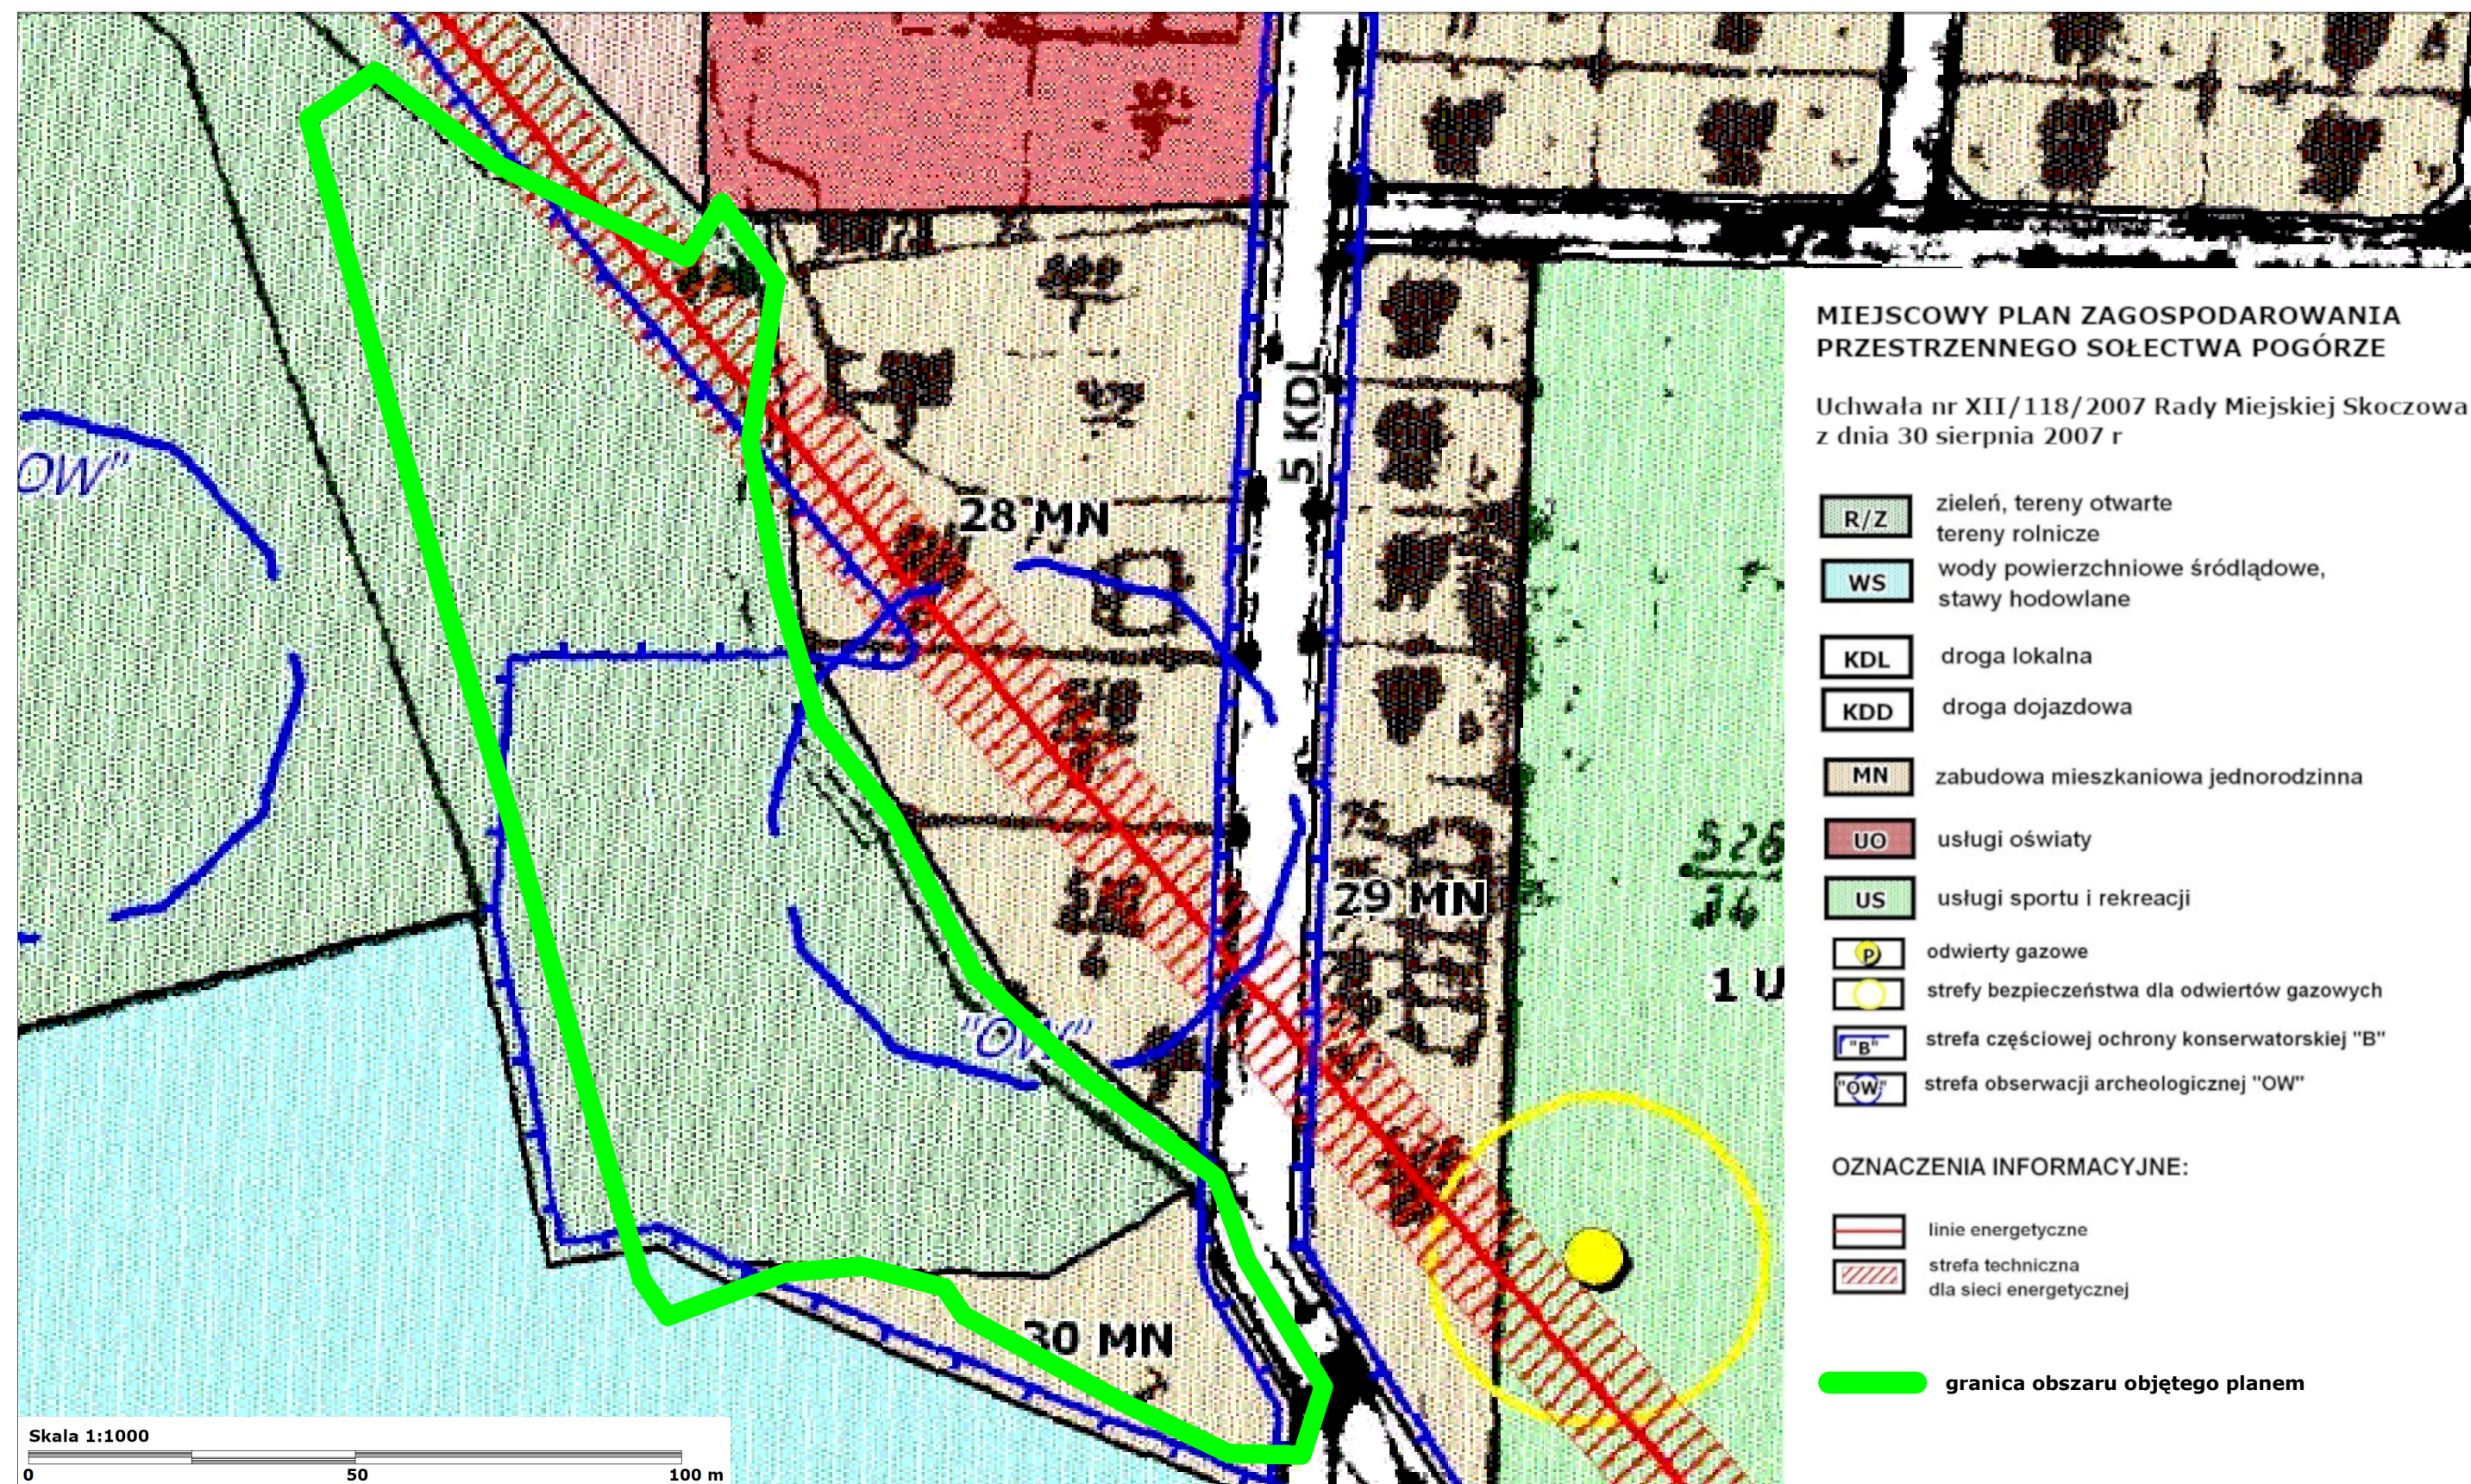 OW"
28 MN
5 KDL
29 MN
1 U
"OW"
30 MN
Skala 1:1000
0 50 100 m
MIEJSCOWY PLAN ZAGOSPODAROWANIA
PRZESTRZENNEGO SOŁECTWA POGÓRZE
Uchwała nr XII/118/2007 Rady Miejskiej Skoczowa
z dnia 30 sierpnia 2007 r
R/Z zieleń, tereny otwarte
tereny rolnicze
WS wody powierzchniowe śródlądowe,
stawy hodowlane
KDL droga lokalna
KDD droga dojazdowa
MN zabudowa mieszkaniowa jednorodzinna
UO usługi oświaty
US usługi sportu i rekreacji
P odwierty gazowe
strefy bezpieczeństwa dla odwiertów gazowych
"B" strefa częściowej ochrony konserwatorskiej "B"
"OW" strefa obserwacji archeologicznej "OW"
OZNACZENIA INFORMACYJNE:
linie energetyczne
strefa techniczna
dla sieci energetycznej
granica obszaru objętego planem